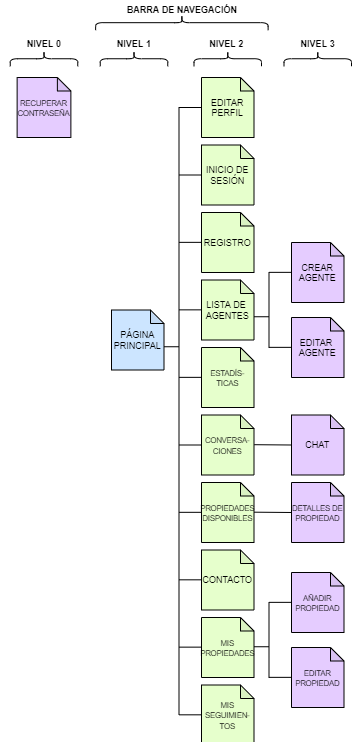 BARRA DE NAVEGACIÓN
NIVEL 0
NIVEL 1
NIVEL 2
NIVEL 3
RECUPERAR
CONTRASEÑA
PÁGINA
PRINCIPAL
EDITAR
PERFIL
INICIO DE
SESIÓN
REGISTRO
LISTA DE
AGENTES
CREAR
AGENTE
EDITAR
AGENTE
ESTADÍS-
TICAS
CONVERSA-
CIONES
CHAT
PROPIEDADES
DISPONIBLES
DETALLES DE
PROPIEDAD
CONTACTO
MIS
PROPIEDADES
AÑADIR
PROPIEDAD
EDITAR
PROPIEDAD
MIS
SEGUIMIEN-
TOS